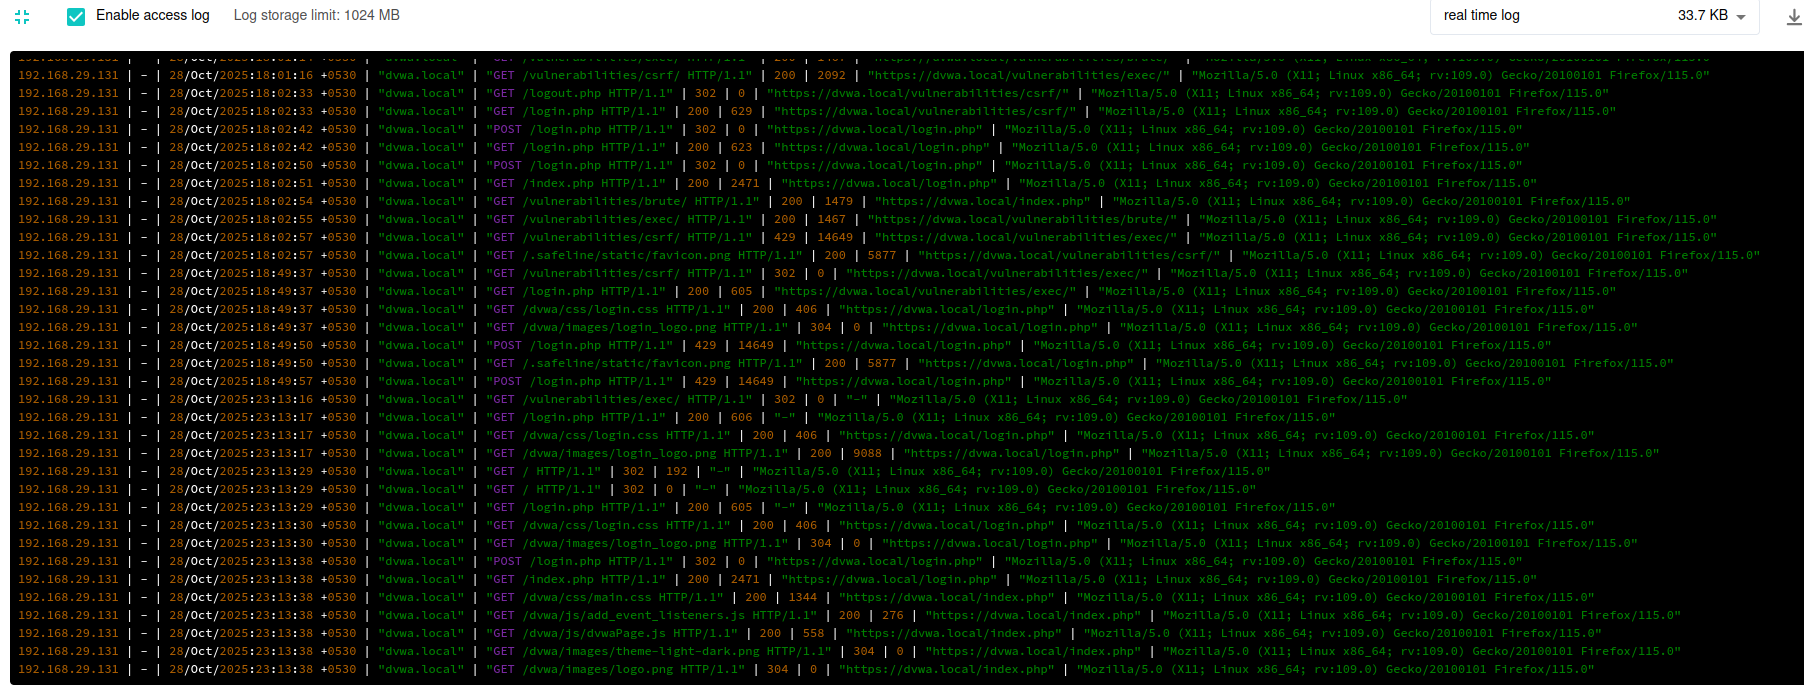 Enable access log Log storage limit: 1024 MB real time log 33.7 KB
192.168.29.131 | - | 28/Oct/2025:18:01:16 +0530 | "dvwa.local" | "GET /vulnerabilities/csrf/ HTTP/1.1" | 200 | 2092 | "https://dvwa.local/vulnerabilities/exec/" | "Mozilla/5.0 (X11; Linux x86_64; rv:109.0) Gecko/20100101 Firefox/115.0"
192.168.29.131 | - | 28/Oct/2025:18:02:33 +0530 | "dvwa.local" | "GET /logout.php HTTP/1.1" | 302 | 0 | "https://dvwa.local/vulnerabilities/csrf/" | "Mozilla/5.0 (X11; Linux x86_64; rv:109.0) Gecko/20100101 Firefox/115.0"
192.168.29.131 | - | 28/Oct/2025:18:02:33 +0530 | "dvwa.local" | "GET /login.php HTTP/1.1" | 200 | 629 | "https://dvwa.local/vulnerabilities/csrf/" | "Mozilla/5.0 (X11; Linux x86_64; rv:109.0) Gecko/20100101 Firefox/115.0"
192.168.29.131 | - | 28/Oct/2025:18:02:42 +0530 | "dvwa.local" | "POST /login.php HTTP/1.1" | 302 | 0 | "https://dvwa.local/login.php" | "Mozilla/5.0 (X11; Linux x86_64; rv:109.0) Gecko/20100101 Firefox/115.0"
192.168.29.131 | - | 28/Oct/2025:18:02:42 +0530 | "dvwa.local" | "GET /login.php HTTP/1.1" | 200 | 623 | "https://dvwa.local/login.php" | "Mozilla/5.0 (X11; Linux x86_64; rv:109.0) Gecko/20100101 Firefox/115.0"
192.168.29.131 | - | 28/Oct/2025:18:02:50 +0530 | "dvwa.local" | "POST /login.php HTTP/1.1" | 302 | 0 | "https://dvwa.local/login.php" | "Mozilla/5.0 (X11; Linux x86_64; rv:109.0) Gecko/20100101 Firefox/115.0"
192.168.29.131 | - | 28/Oct/2025:18:02:51 +0530 | "dvwa.local" | "GET /index.php HTTP/1.1" | 200 | 2471 | "https://dvwa.local/login.php" | "Mozilla/5.0 (X11; Linux x86_64; rv:109.0) Gecko/20100101 Firefox/115.0"
192.168.29.131 | - | 28/Oct/2025:18:02:54 +0530 | "dvwa.local" | "GET /vulnerabilities/brute/ HTTP/1.1" | 200 | 1479 | "https://dvwa.local/index.php" | "Mozilla/5.0 (X11; Linux x86_64; rv:109.0) Gecko/20100101 Firefox/115.0"
192.168.29.131 | - | 28/Oct/2025:18:02:55 +0530 | "dvwa.local" | "GET /vulnerabilities/exec/ HTTP/1.1" | 200 | 1467 | "https://dvwa.local/vulnerabilities/brute/" | "Mozilla/5.0 (X11; Linux x86_64; rv:109.0) Gecko/20100101 Firefox/115.0"
192.168.29.131 | - | 28/Oct/2025:18:02:57 +0530 | "dvwa.local" | "GET /vulnerabilities/csrf/ HTTP/1.1" | 429 | 14649 | "https://dvwa.local/vulnerabilities/exec/" | "Mozilla/5.0 (X11; Linux x86_64; rv:109.0) Gecko/20100101 Firefox/115.0"
192.168.29.131 | - | 28/Oct/2025:18:02:57 +0530 | "dvwa.local" | "GET /.safeline/static/favicon.png HTTP/1.1" | 200 | 5877 | "https://dvwa.local/vulnerabilities/csrf/" | "Mozilla/5.0 (X11; Linux x86_64; rv:109.0) Gecko/20100101 Firefox/115.0"
192.168.29.131 | - | 28/Oct/2025:18:49:37 +0530 | "dvwa.local" | "GET /vulnerabilities/csrf/ HTTP/1.1" | 302 | 0 | "https://dvwa.local/vulnerabilities/exec/" | "Mozilla/5.0 (X11; Linux x86_64; rv:109.0) Gecko/20100101 Firefox/115.0"
192.168.29.131 | - | 28/Oct/2025:18:49:37 +0530 | "dvwa.local" | "GET /login.php HTTP/1.1" | 200 | 605 | "https://dvwa.local/vulnerabilities/exec/" | "Mozilla/5.0 (X11; Linux x86_64; rv:109.0) Gecko/20100101 Firefox/115.0"
192.168.29.131 | - | 28/Oct/2025:18:49:37 +0530 | "dvwa.local" | "GET /dvwa/css/login.css HTTP/1.1" | 200 | 406 | "https://dvwa.local/login.php" | "Mozilla/5.0 (X11; Linux x86_64; rv:109.0) Gecko/20100101 Firefox/115.0"
192.168.29.131 | - | 28/Oct/2025:18:49:37 +0530 | "dvwa.local" | "GET /dvwa/images/login_logo.png HTTP/1.1" | 304 | 0 | "https://dvwa.local/login.php" | "Mozilla/5.0 (X11; Linux x86_64; rv:109.0) Gecko/20100101 Firefox/115.0"
192.168.29.131 | - | 28/Oct/2025:18:49:50 +0530 | "dvwa.local" | "POST /login.php HTTP/1.1" | 429 | 14649 | "https://dvwa.local/login.php" | "Mozilla/5.0 (X11; Linux x86_64; rv:109.0) Gecko/20100101 Firefox/115.0"
192.168.29.131 | - | 28/Oct/2025:18:49:50 +0530 | "dvwa.local" | "GET /.safeline/static/favicon.png HTTP/1.1" | 200 | 5877 | "https://dvwa.local/login.php" | "Mozilla/5.0 (X11; Linux x86_64; rv:109.0) Gecko/20100101 Firefox/115.0"
192.168.29.131 | - | 28/Oct/2025:18:49:57 +0530 | "dvwa.local" | "POST /login.php HTTP/1.1" | 429 | 14649 | "https://dvwa.local/login.php" | "Mozilla/5.0 (X11; Linux x86_64; rv:109.0) Gecko/20100101 Firefox/115.0"
192.168.29.131 | - | 28/Oct/2025:23:13:16 +0530 | "dvwa.local" | "GET /vulnerabilities/exec/ HTTP/1.1" | 302 | 0 | "-" | "Mozilla/5.0 (X11; Linux x86_64; rv:109.0) Gecko/20100101 Firefox/115.0"
192.168.29.131 | - | 28/Oct/2025:23:13:17 +0530 | "dvwa.local" | "GET /login.php HTTP/1.1" | 200 | 606 | "-" | "Mozilla/5.0 (X11; Linux x86_64; rv:109.0) Gecko/20100101 Firefox/115.0"
192.168.29.131 | - | 28/Oct/2025:23:13:17 +0530 | "dvwa.local" | "GET /dvwa/css/login.css HTTP/1.1" | 200 | 406 | "https://dvwa.local/login.php" | "Mozilla/5.0 (X11; Linux x86_64; rv:109.0) Gecko/20100101 Firefox/115.0"
192.168.29.131 | - | 28/Oct/2025:23:13:17 +0530 | "dvwa.local" | "GET /dvwa/images/login_logo.png HTTP/1.1" | 200 | 9088 | "https://dvwa.local/login.php" | "Mozilla/5.0 (X11; Linux x86_64; rv:109.0) Gecko/20100101 Firefox/115.0"
192.168.29.131 | - | 28/Oct/2025:23:13:29 +0530 | "dvwa.local" | "GET / HTTP/1.1" | 302 | 192 | "-" | "Mozilla/5.0 (X11; Linux x86_64; rv:109.0) Gecko/20100101 Firefox/115.0"
192.168.29.131 | - | 28/Oct/2025:23:13:29 +0530 | "dvwa.local" | "GET / HTTP/1.1" | 302 | 0 | "-" | "Mozilla/5.0 (X11; Linux x86_64; rv:109.0) Gecko/20100101 Firefox/115.0"
192.168.29.131 | - | 28/Oct/2025:23:13:29 +0530 | "dvwa.local" | "GET /login.php HTTP/1.1" | 200 | 605 | "-" | "Mozilla/5.0 (X11; Linux x86_64; rv:109.0) Gecko/20100101 Firefox/115.0"
192.168.29.131 | - | 28/Oct/2025:23:13:30 +0530 | "dvwa.local" | "GET /dvwa/css/login.css HTTP/1.1" | 200 | 406 | "https://dvwa.local/login.php" | "Mozilla/5.0 (X11; Linux x86_64; rv:109.0) Gecko/20100101 Firefox/115.0"
192.168.29.131 | - | 28/Oct/2025:23:13:30 +0530 | "dvwa.local" | "GET /dvwa/images/login_logo.png HTTP/1.1" | 304 | 0 | "https://dvwa.local/login.php" | "Mozilla/5.0 (X11; Linux x86_64; rv:109.0) Gecko/20100101 Firefox/115.0"
192.168.29.131 | - | 28/Oct/2025:23:13:38 +0530 | "dvwa.local" | "POST /login.php HTTP/1.1" | 302 | 0 | "https://dvwa.local/login.php" | "Mozilla/5.0 (X11; Linux x86_64; rv:109.0) Gecko/20100101 Firefox/115.0"
192.168.29.131 | - | 28/Oct/2025:23:13:38 +0530 | "dvwa.local" | "GET /index.php HTTP/1.1" | 200 | 2471 | "https://dvwa.local/login.php" | "Mozilla/5.0 (X11; Linux x86_64; rv:109.0) Gecko/20100101 Firefox/115.0"
192.168.29.131 | - | 28/Oct/2025:23:13:38 +0530 | "dvwa.local" | "GET /dvwa/css/main.css HTTP/1.1" | 200 | 1344 | "https://dvwa.local/index.php" | "Mozilla/5.0 (X11; Linux x86_64; rv:109.0) Gecko/20100101 Firefox/115.0"
192.168.29.131 | - | 28/Oct/2025:23:13:38 +0530 | "dvwa.local" | "GET /dvwa/js/add_event_listeners.js HTTP/1.1" | 200 | 276 | "https://dvwa.local/index.php" | "Mozilla/5.0 (X11; Linux x86_64; rv:109.0) Gecko/20100101 Firefox/115.0"
192.168.29.131 | - | 28/Oct/2025:23:13:38 +0530 | "dvwa.local" | "GET /dvwa/js/dvwaPage.js HTTP/1.1" | 200 | 558 | "https://dvwa.local/index.php" | "Mozilla/5.0 (X11; Linux x86_64; rv:109.0) Gecko/20100101 Firefox/115.0"
192.168.29.131 | - | 28/Oct/2025:23:13:38 +0530 | "dvwa.local" | "GET /dvwa/images/theme-light-dark.png HTTP/1.1" | 304 | 0 | "https://dvwa.local/index.php" | "Mozilla/5.0 (X11; Linux x86_64; rv:109.0) Gecko/20100101 Firefox/115.0"
192.168.29.131 | - | 28/Oct/2025:23:13:38 +0530 | "dvwa.local" | "GET /dvwa/images/logo.png HTTP/1.1" | 304 | 0 | "https://dvwa.local/index.php" | "Mozilla/5.0 (X11; Linux x86_64; rv:109.0) Gecko/20100101 Firefox/115.0"